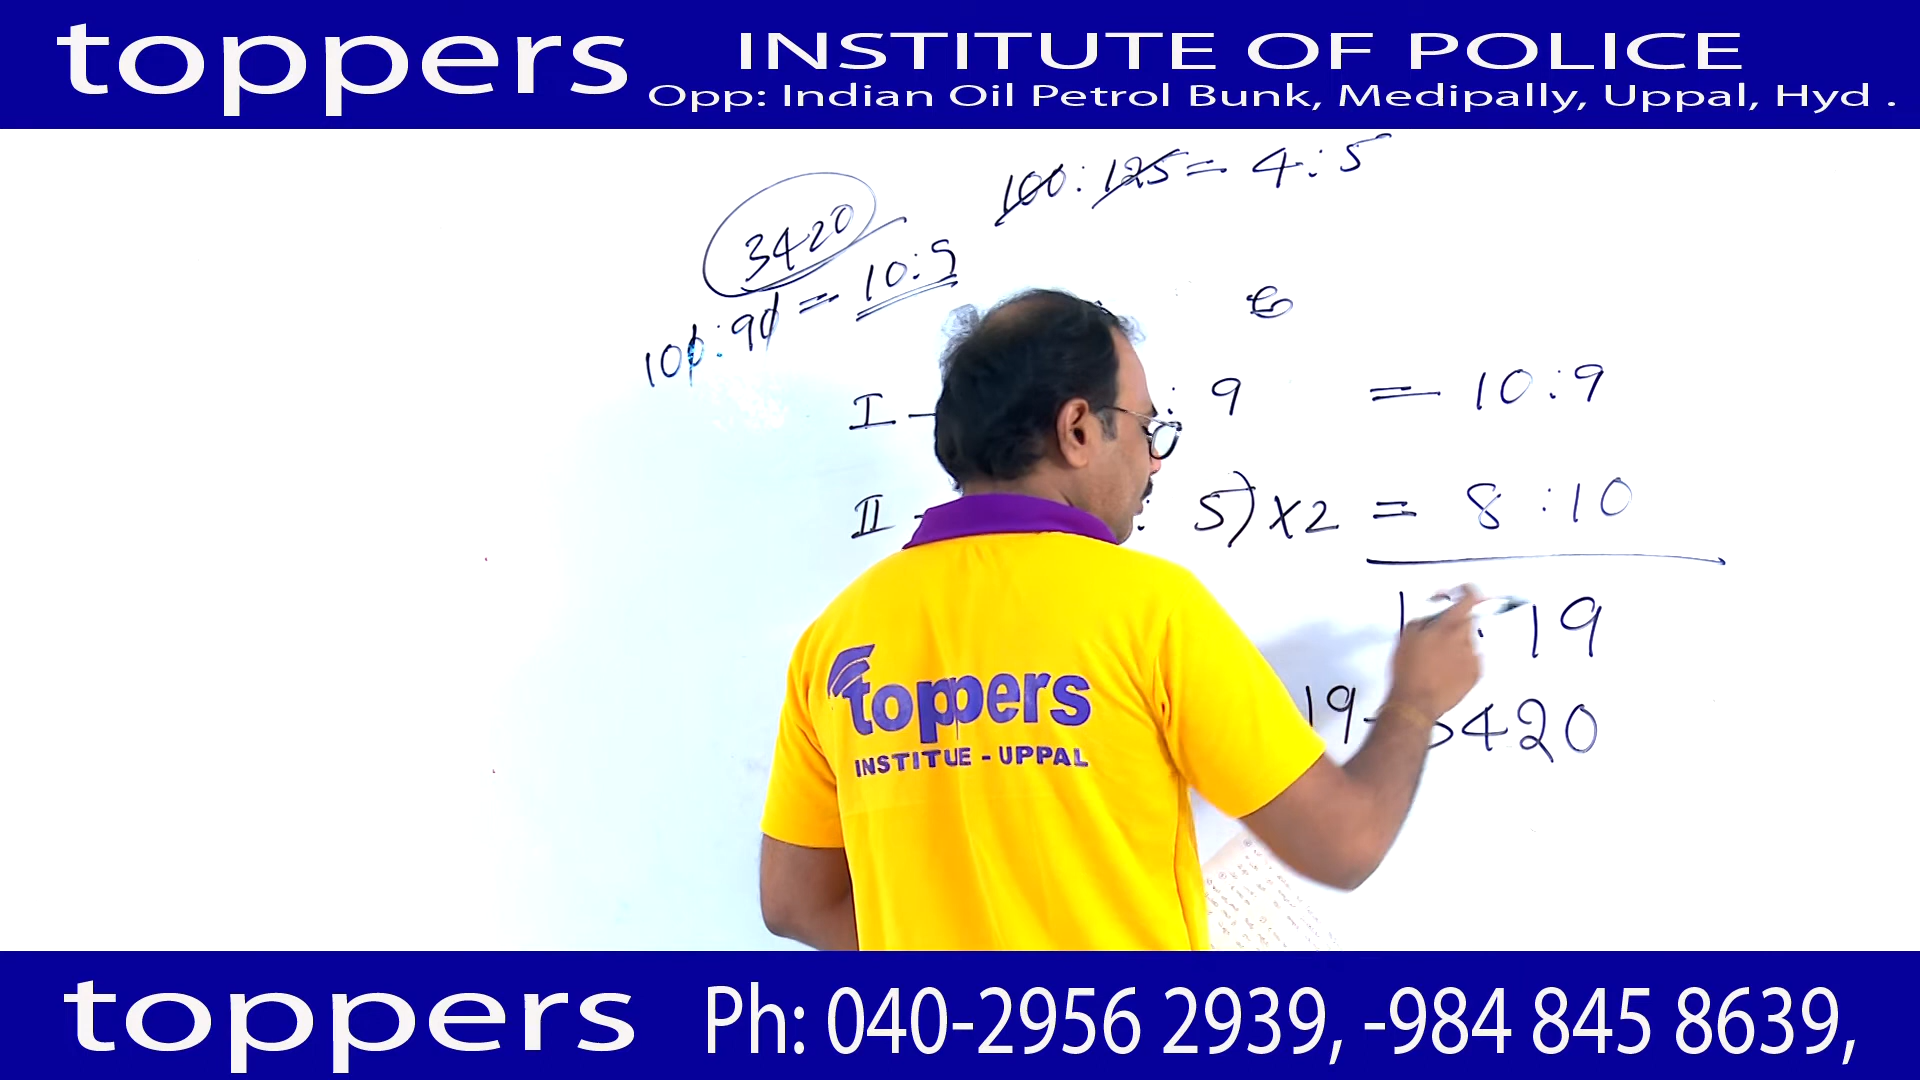 toppers
INSTITUTE OF POLICE
Opp: Indian Oil Petrol Bunk, Medipally, Uppal, Hyd .
100 : 125 = 4 : 5
3420
100 : 90 = 10 : 9
I - : 9 = 10 : 9
II - : 5) x2 = 8 : 10
: 19
19 - 3420
toppers
INSTITUE - UPPAL
toppers
Ph: 040-2956 2939, -984 845 8639,